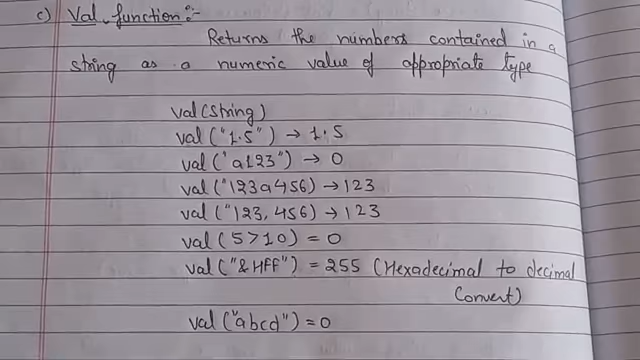 c) Val function:-
Returns the numbers contained in a
string as a numeric value of appropriate type
val(string)
val("1.5") → 1.5
val("a123") → 0
val("123a456) → 123
val("123, 456) → 123
val(5>10) = 0
val("&HFF") = 255 (Hexadecimal to decimal
Convert)
val("abcd") = 0